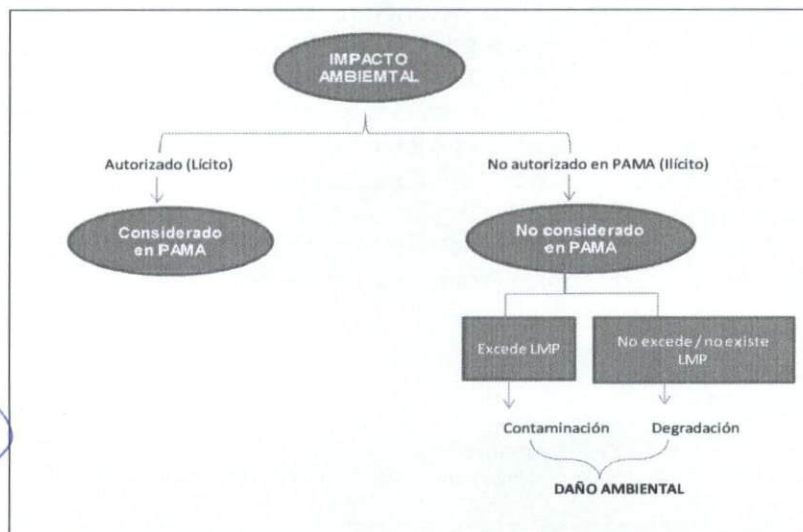 IMPACTO
AMBIEMTAL
Autorizado (Lícito)
No autorizado en PAMA (Ilícito)
Considerado
en PAMA
No considerado
en PAMA
Excede LMP
No excede / no existe
LMP
Contaminación
Degradación
DAÑO AMBIENTAL